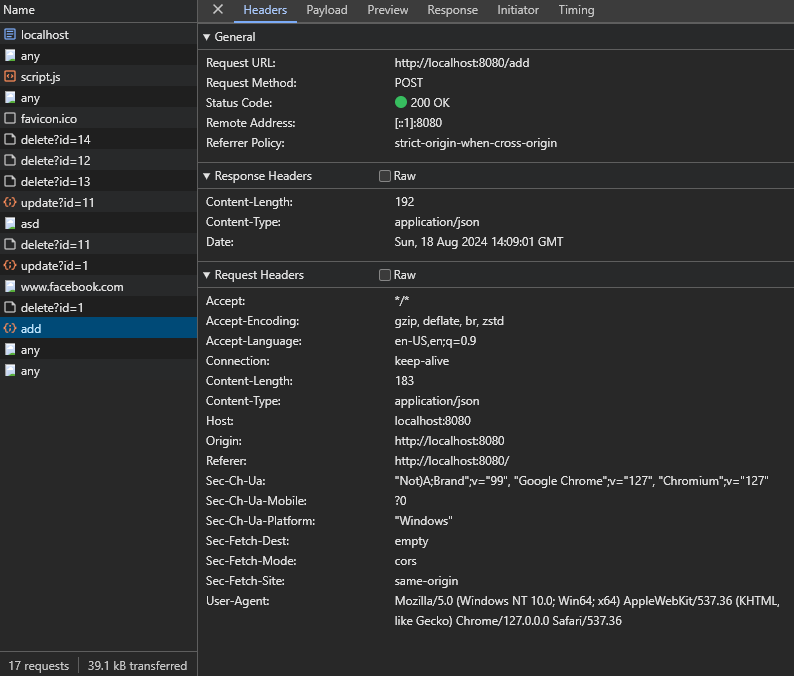 Name
localhost
any
script.js
any
favicon.ico
delete?id=14
delete?id=12
delete?id=13
update?id=11
asd
delete?id=11
update?id=1
www.facebook.com
delete?id=1
add
any
any
17 requests 39.1 kB transferred
Headers Payload Preview Response Initiator Timing
General
Request URL: http://localhost:8080/add
Request Method: POST
Status Code: 200 OK
Remote Address: [::1]:8080
Referrer Policy: strict-origin-when-cross-origin
Response Headers Raw
Content-Length: 192
Content-Type: application/json
Date: Sun, 18 Aug 2024 14:09:01 GMT
Request Headers Raw
Accept: */*
Accept-Encoding: gzip, deflate, br, zstd
Accept-Language: en-US,en;q=0.9
Connection: keep-alive
Content-Length: 183
Content-Type: application/json
Host: localhost:8080
Origin: http://localhost:8080
Referer: http://localhost:8080/
Sec-Ch-Ua: "Not)A;Brand";v="99", "Google Chrome";v="127", "Chromium";v="127"
Sec-Ch-Ua-Mobile: ?0
Sec-Ch-Ua-Platform: "Windows"
Sec-Fetch-Dest: empty
Sec-Fetch-Mode: cors
Sec-Fetch-Site: same-origin
User-Agent: Mozilla/5.0 (Windows NT 10.0; Win64; x64) AppleWebKit/537.36 (KHTML,
like Gecko) Chrome/127.0.0.0 Safari/537.36